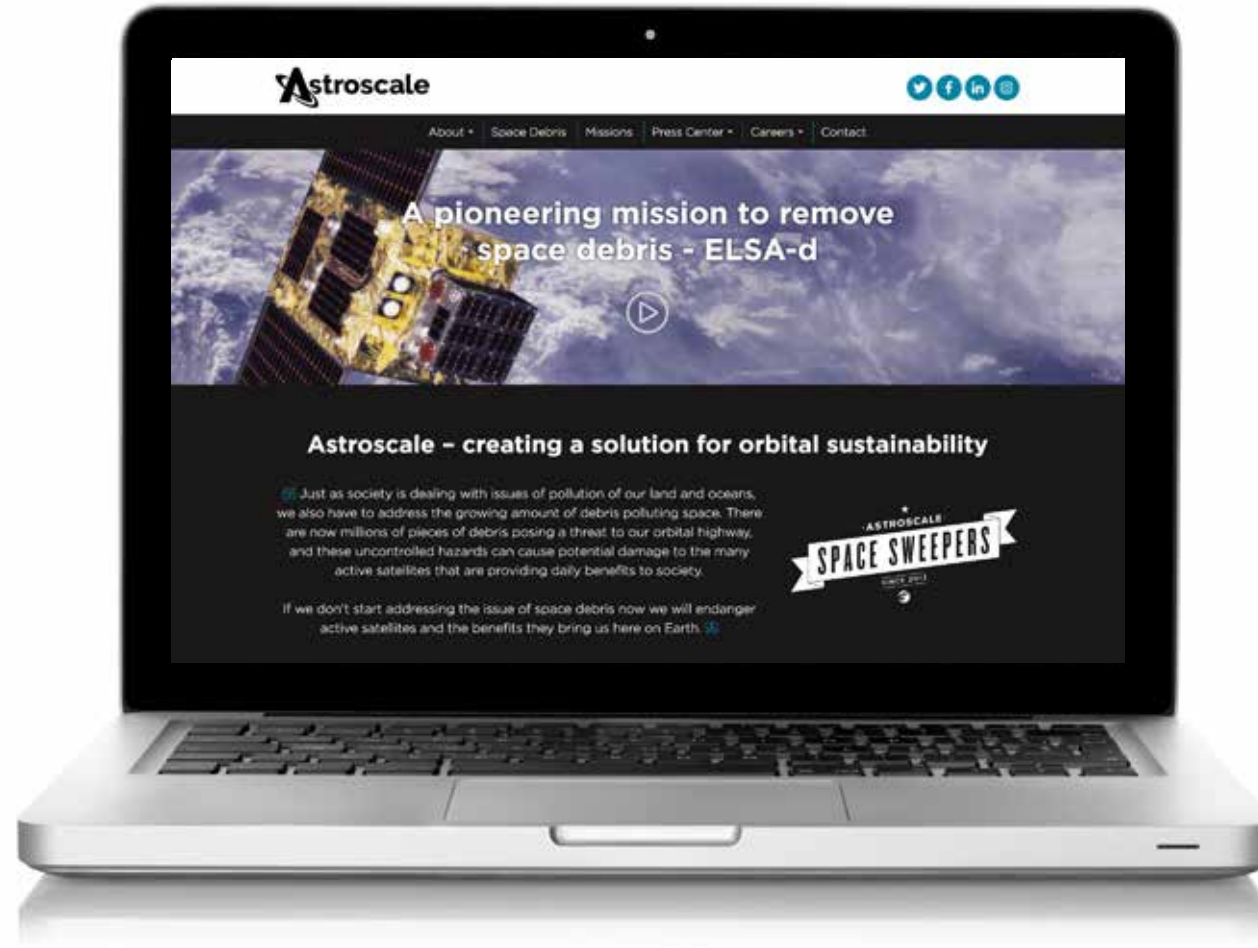 Astroscale
About
Space Debris
Missions
Press Center
Careers
Contact
A pioneering mission to remove
space debris - ELSA-d
Astroscale – creating a solution for orbital sustainability
Just as society is dealing with issues of pollution of our land and oceans,
we also have to address the growing amount of debris polluting space. There
are now millions of pieces of debris posing a threat to our orbital highway,
and these uncontrolled hazards can cause potential damage to the many
active satellites that are providing daily benefits to society.
If we don't start addressing the issue of space debris now we will endanger
active satellites and the benefits they bring us here on Earth.
ASTROSCALE
SPACE SWEEPERS
SINCE 2013